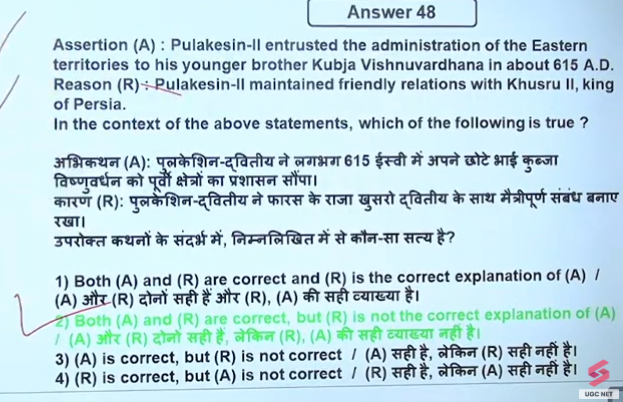 Answer 48
Assertion (A) : Pulakesin-II entrusted the administration of the Eastern
territories to his younger brother Kubja Vishnuvardhana in about 615 A.D.
Reason (R) : Pulakesin-II maintained friendly relations with Khusru II, king
of Persia.
In the context of the above statements, which of the following is true ?
अभिकथन (A): पुलकेशिन-द्वितीय ने लगभग 615 ईस्वी में अपने छोटे भाई कुब्जा
विष्णुवर्धन को पूर्वी क्षेत्रों का प्रशासन सौंपा।
कारण (R): पुलकेशिन-द्वितीय ने फारस के राजा खुसरो द्वितीय के साथ मैत्रीपूर्ण संबंध बनाए
रखा।
उपरोक्त कथनों के संदर्भ में, निम्नलिखित में से कौन-सा सत्य है?
1) Both (A) and (R) are correct and (R) is the correct explanation of (A) /
(A) और (R) दोनों सही हैं और (R), (A) की सही व्याख्या है।
2) Both (A) and (R) are correct, but (R) is not the correct explanation of (A)
/ (A) और (R) दोनो सही हैं, लेकिन (R), (A) की सही व्याख्या नहीं है।
3) (A) is correct, but (R) is not correct / (A) सही है, लेकिन (R) सही नहीं है।
4) (R) is correct, but (A) is not correct / (R) सही है, लेकिन (A) सही नहीं है।
UGC NET